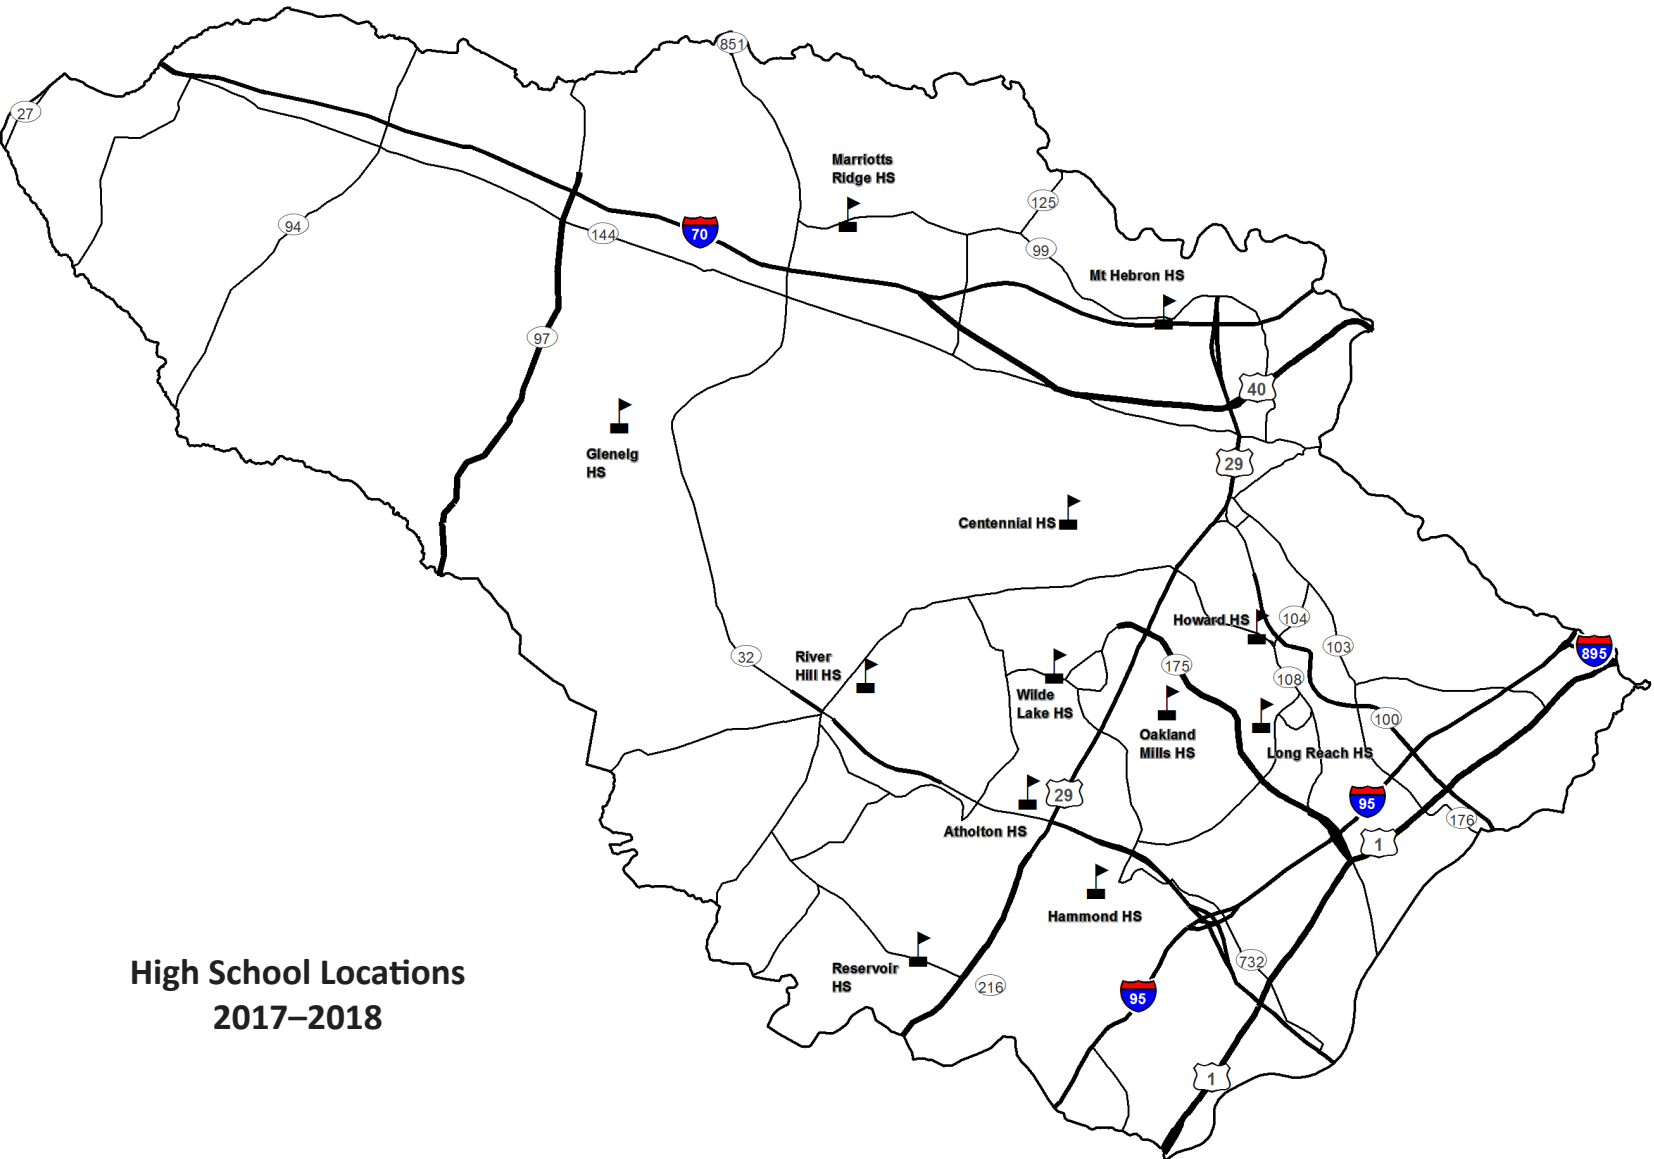 851
27
Marriotts
Ridge HS
125
94
144
70
99
Mt Hebron HS
97
40
Glenelg
HS
29
Centennial HS
Howard HS
104
103
895
32
River
Hill HS
175
108
Wilde
Lake HS
100
Oakland
Mills HS
Long Reach HS
29
95
176
Atholton HS
1
Hammond HS
732
Reservoir
HS
216
95
High School Locations
2017–2018
1